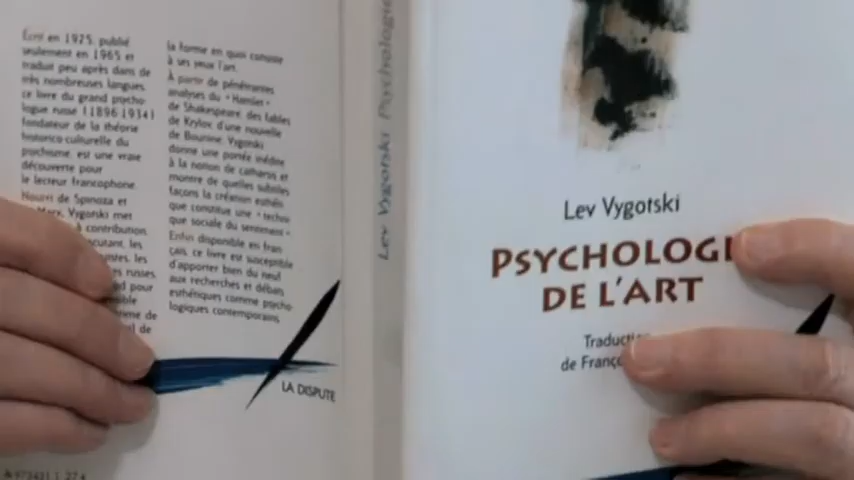 Écrit en 1925, publié
seulement en 1965 et
traduit peu après dans de
très nombreuses langues,
ce livre du grand psycho-
logue russe (1896-1934)
fondateur de la théorie
historico-culturelle du
psychisme, est une vraie
découverte pour
le lecteur francophone.
Nourri de Spinoza et
Marx, Vygotski met
à contribution,
les
russes,
pour
de
de
la forme en quoi consiste
à ses yeux l'art.
À partir de pénétrantes
analyses du « Hamlet »
de Shakespeare, des fables
de Krylov, d'une nouvelle
de Bounine, Vygotski
donne une portée inédite
à la notion de catharsis et
montre de quelles subtiles
façons la création esthé-
que constitue une « techni-
que sociale du sentiment ».
Enfin disponible en fran-
çais, ce livre est susceptible
d'apporter bien du neuf
aux recherches et débats
esthétiques comme psycho-
logiques contemporains.
LA DISPUTE
Lev Vygotski Psychologie
Lev Vygotski
PSYCHOLOGI
DE L'ART
Traduction
de Franço